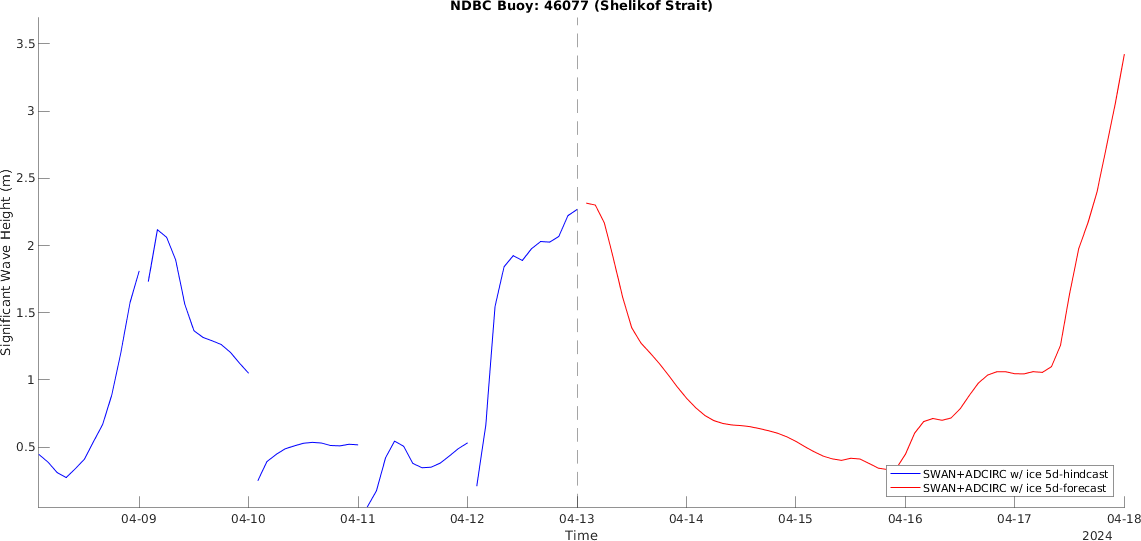 NDBC Buoy: 46077 (Shelikof Strait)
Significant Wave Height (m)
3.5
3
2.5
2
1.5
1
0.5
SWAN+ADCIRC w/ ice 5d-hindcast
SWAN+ADCIRC w/ ice 5d-forecast
04-09 04-10 04-11 04-12 04-13 04-14 04-15 04-16 04-17 04-18
Time
2024